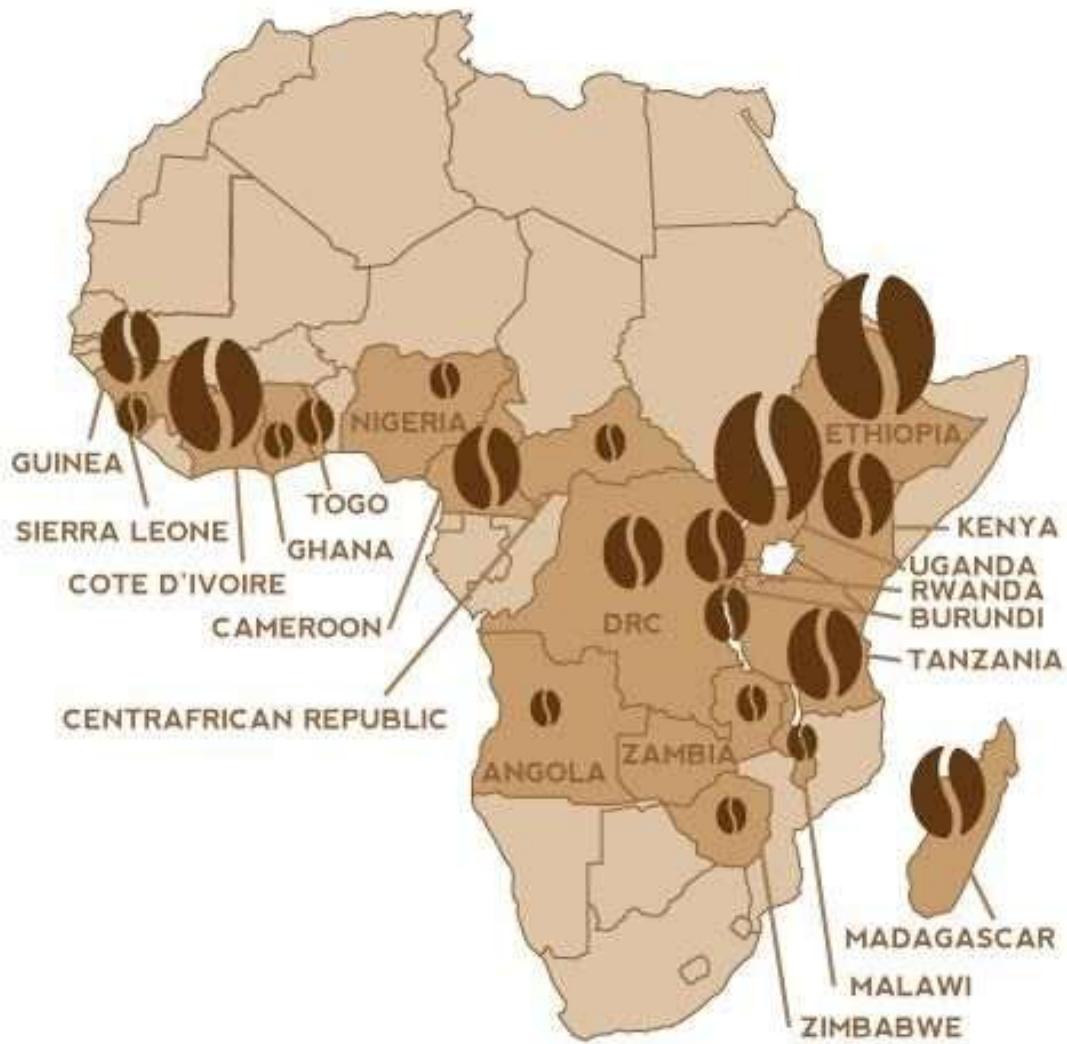 NIGERIA
ETHIOPIA
GUINEA
TOGO
SIERRA LEONE
GHANA
KENYA
COTE D'IVOIRE
UGANDA
RWANDA
CAMEROON
DRC
BURUNDI
TANZANIA
CENTRAFRICAN REPUBLIC
ZAMBIA
ANGOLA
MADAGASCAR
MALAWI
ZIMBABWE